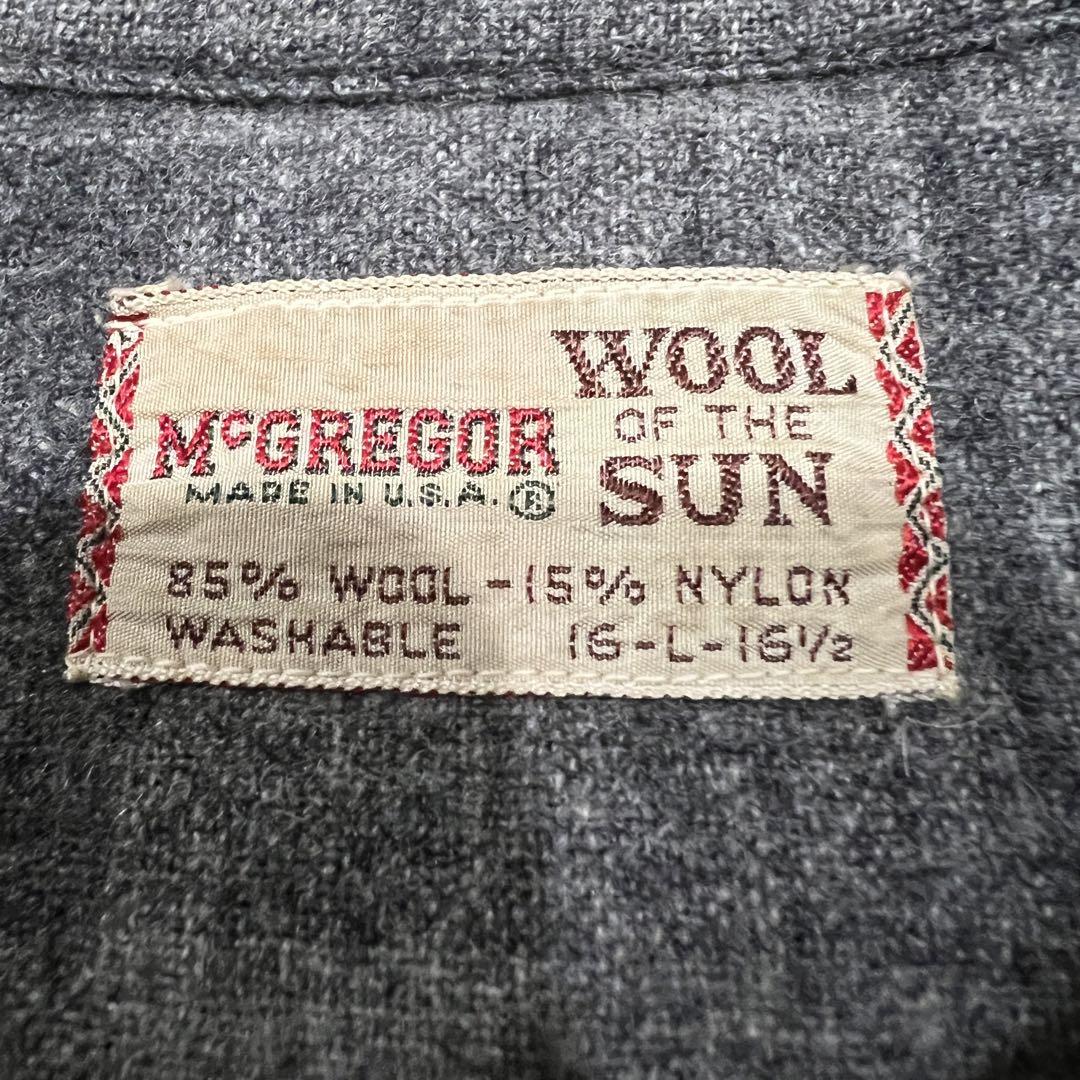 WOOL
OF THE
SUN
McGREGOR
MADE IN U.S.A. ®
85% WOOL - 15% NYLON
WASHABLE 16-L-16½